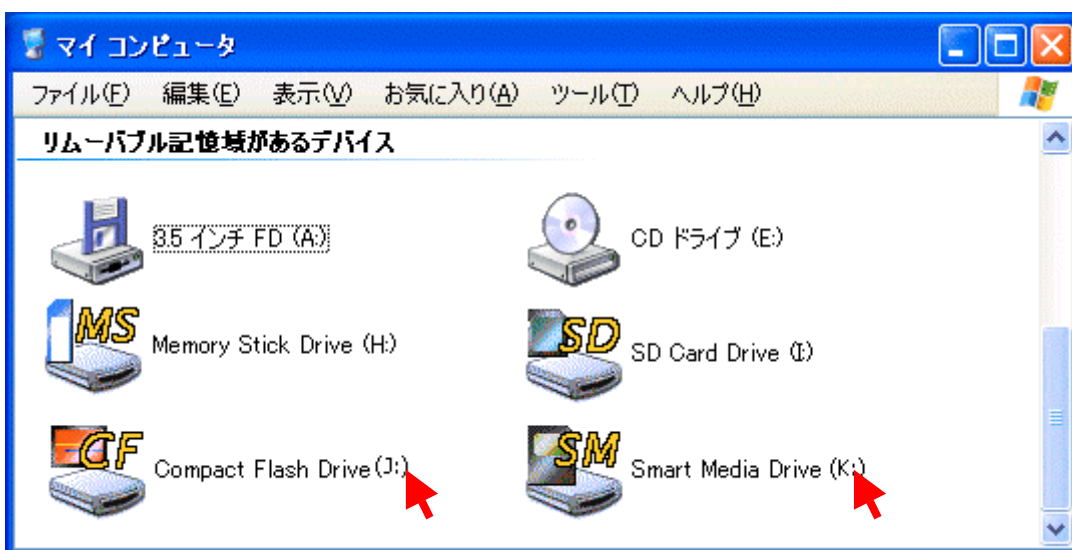 マイ コンピュータ
ファイル(F) 編集(E) 表示(V) お気に入り(A) ツール(T) ヘルプ(H)
リムーバブル記憶域があるデバイス
3.5 インチ FD (A:)
CD ドライブ (E:)
MS
Memory Stick Drive (H:)
SD
SD Card Drive (I:)
CF
Compact Flash Drive (J:)
SM
Smart Media Drive (K:)